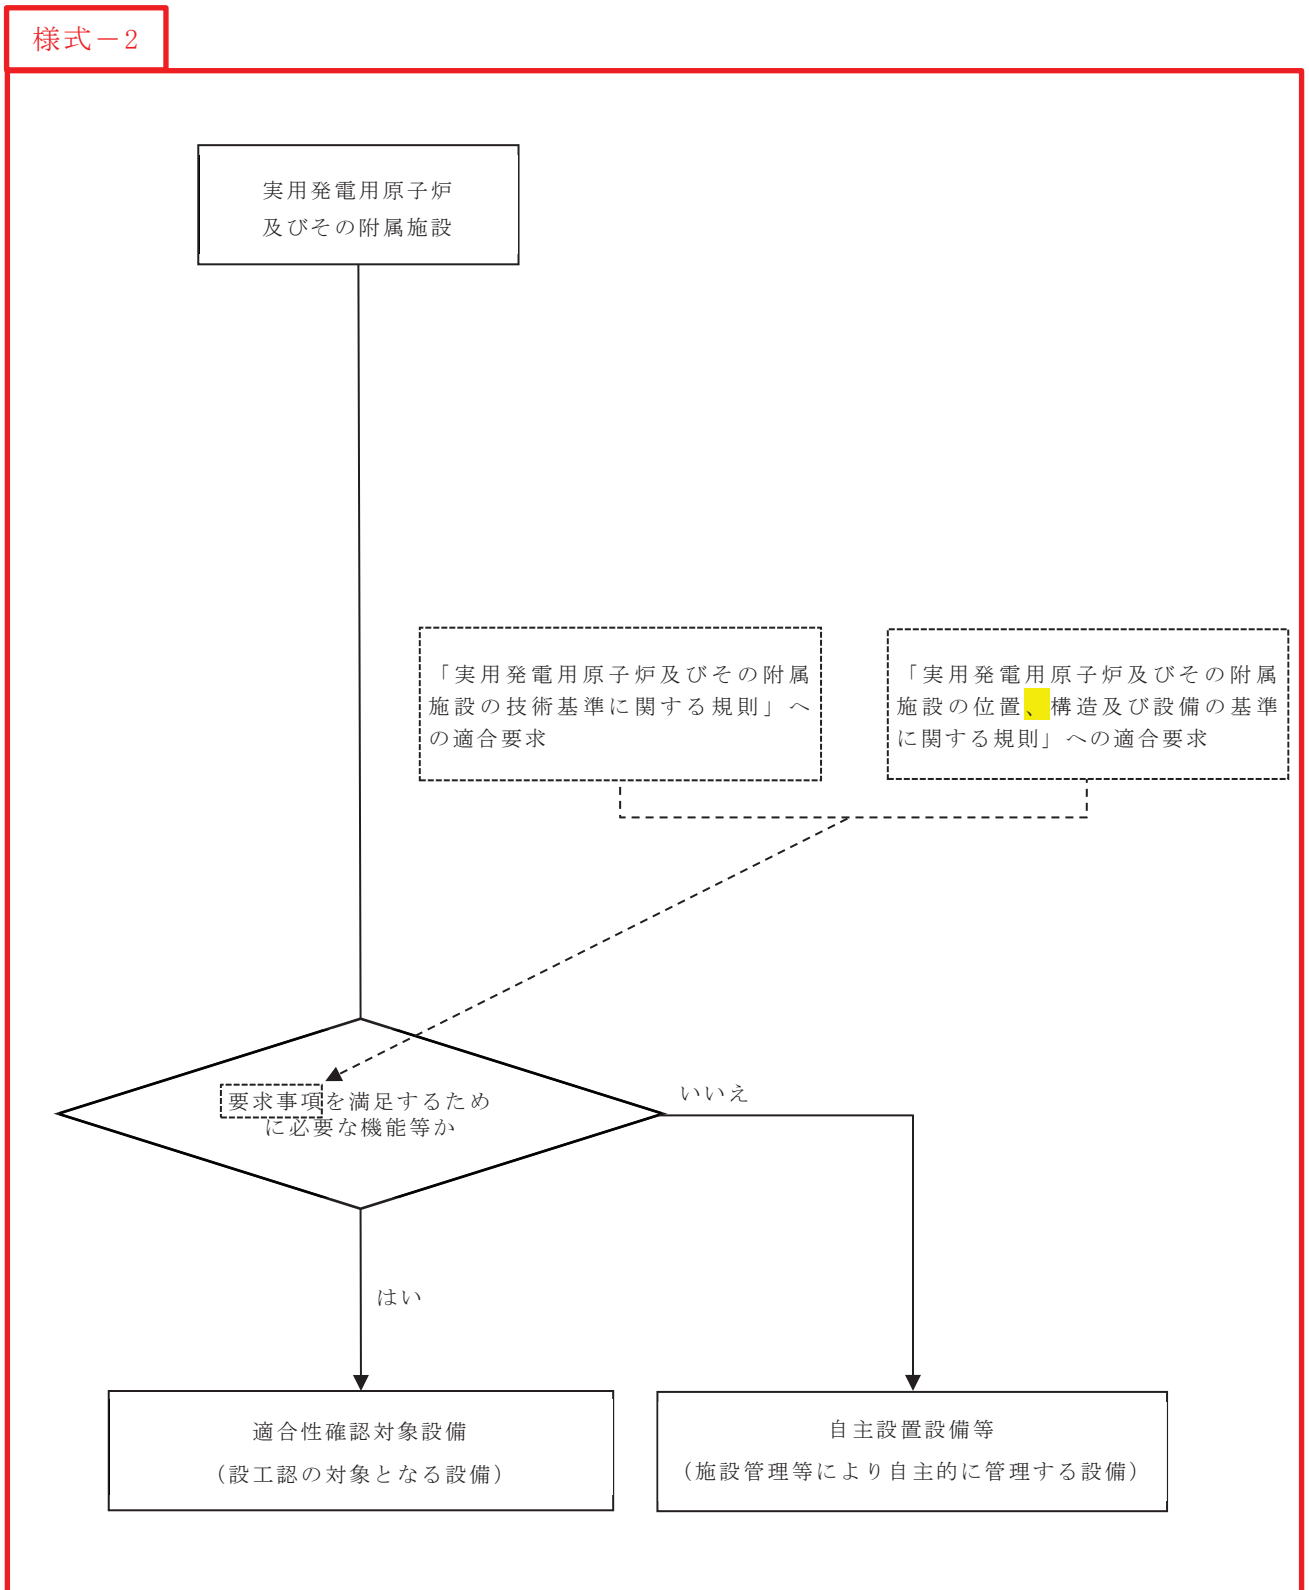 様式－2
実用発電用原子炉
及びその附属施設
「実用発電用原子炉及びその附属
施設の技術基準に関する規則」へ
の適合要求
「実用発電用原子炉及びその附属
施設の位置、構造及び設備の基準
に関する規則」への適合要求
要求事項を満足するため
に必要な機能等か
いいえ
はい
適合性確認対象設備
（設工認の対象となる設備）
自主設置設備等
（施設管理等により自主的に管理する設備）